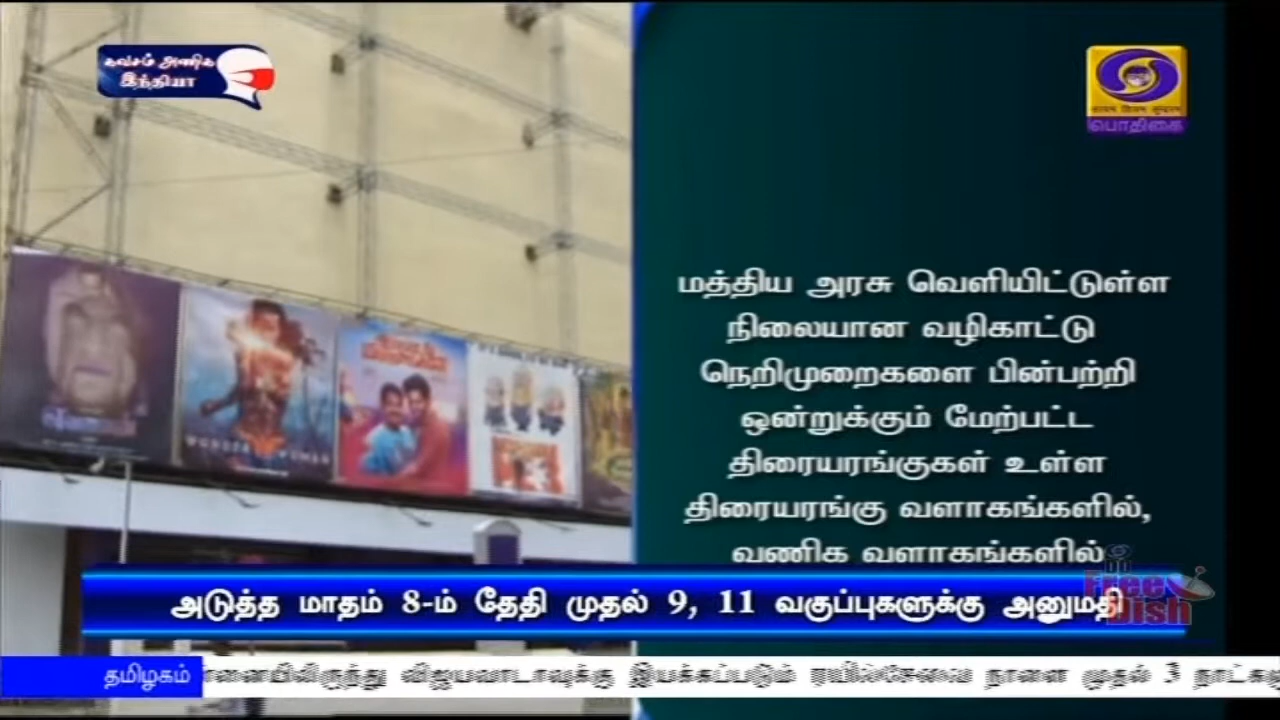 கவசம் அணிக
இந்தியா
பொதிகை
மத்திய அரசு வெளியிட்டுள்ள
நிலையான வழிகாட்டு
நெறிமுறைகளை பின்பற்றி
ஒன்றுக்கும் மேற்பட்ட
திரையரங்குகள் உள்ள
திரையரங்கு வளாகங்களில்,
வணிக வளாகங்களில்
DD
Free Dish
அடுத்த மாதம் 8-ம் தேதி முதல் 9, 11 வகுப்புகளுக்கு அனுமதி
தமிழகம் னையிலிருந்து விஜயவாடாவுக்கு இயக்கப்படும் ரயில்சேவை நாளை முதல் 3